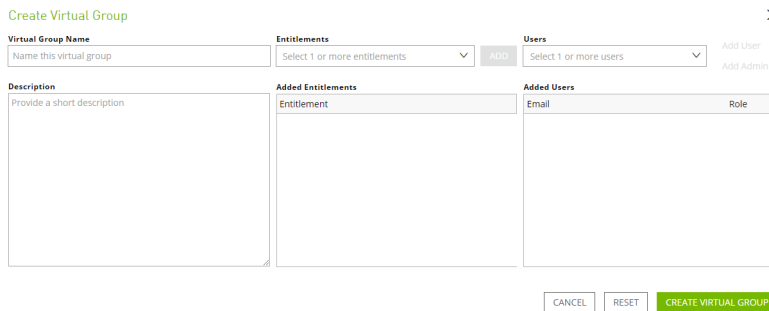 Create Virtual Group
Virtual Group Name
Name this virtual group
Entitlements
Select 1 or more entitlements
ADD
Users
Select 1 or more users
Add User
Add Admin
Description
Provide a short description
Added Entitlements
Entitlement
Added Users
Email Role
CANCEL RESET CREATE VIRTUAL GROUP